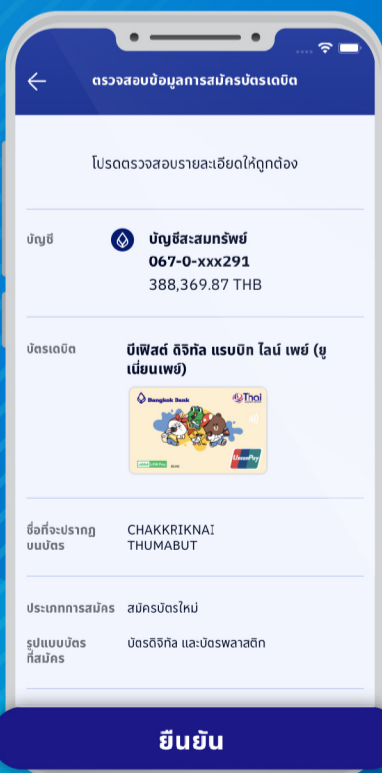 ตรวจสอบข้อมูลการสมัครบัตรเดบิต
โปรดตรวจสอบรายละเอียดให้ถูกต้อง
บัญชี
บัญชีสะสมทรัพย์
067-0-xxx291
388,369.87 THB
บัตรเดบิต
บีเฟิสต์ ดิจิทัล แรบบิท ไลน์ เพย์ (ยู
เนี่ยนเพย์)
Bangkok Bank
Thai
UnionPay
ชื่อที่จะปรากฏ
บนบัตร
CHAKKRIKNAI
THUMABUT
ประเภทการสมัคร
สมัครบัตรใหม่
รูปแบบบัตร
ที่สมัคร
บัตรดิจิทัล และบัตรพลาสติก
ยืนยัน